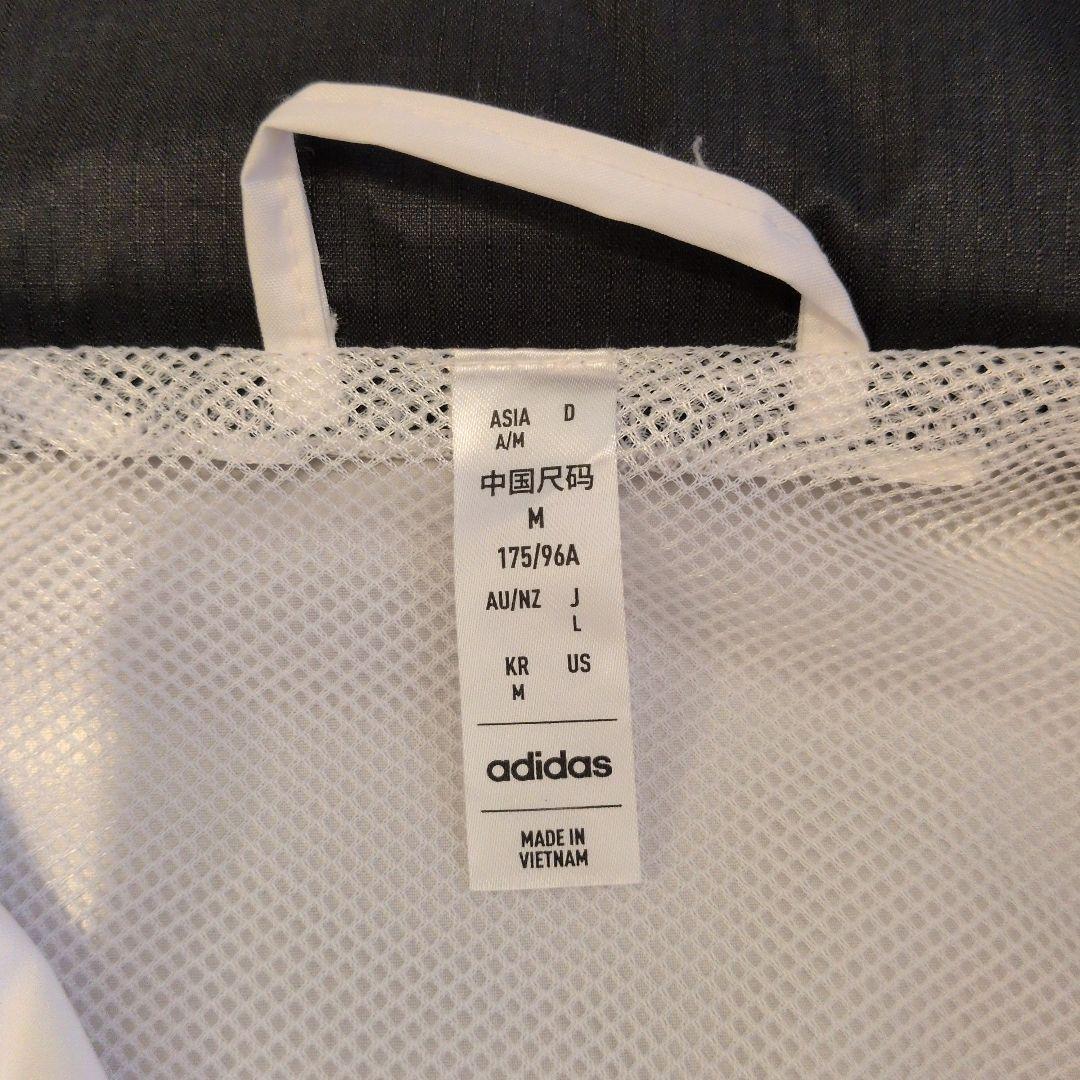 ASIA D
A/M
中国尺码
M
175/96A
AU/NZ J
L
KR US
M
adidas
MADE IN
VIETNAM